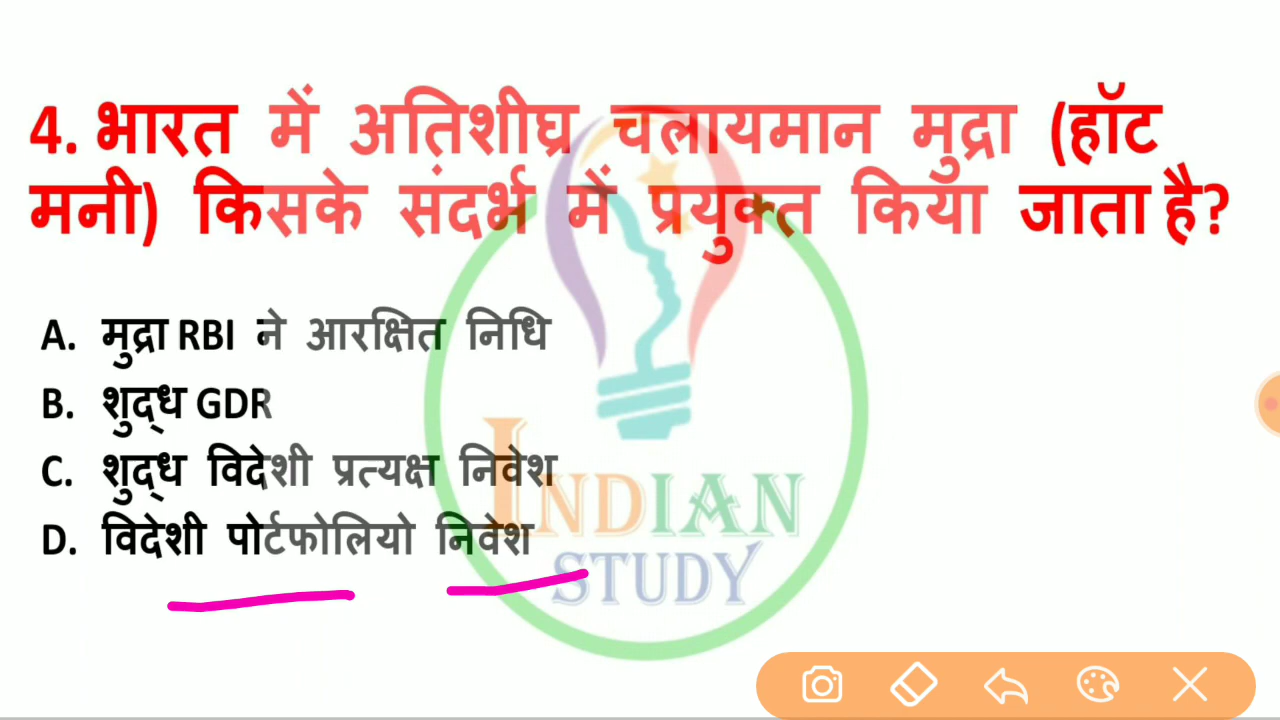 4. भारत में अतिशीघ्र चलायमान मुद्रा (हॉट
मनी) किसके संदर्भ में प्रयुक्त किया जाता है?
A. मुद्रा RBI ने आरक्षित निधि
B. शुद्ध GDR
C. शुद्ध विदेशी प्रत्यक्ष निवेश
D. विदेशी पोर्टफोलियो निवेश
INDIAN
STUDY